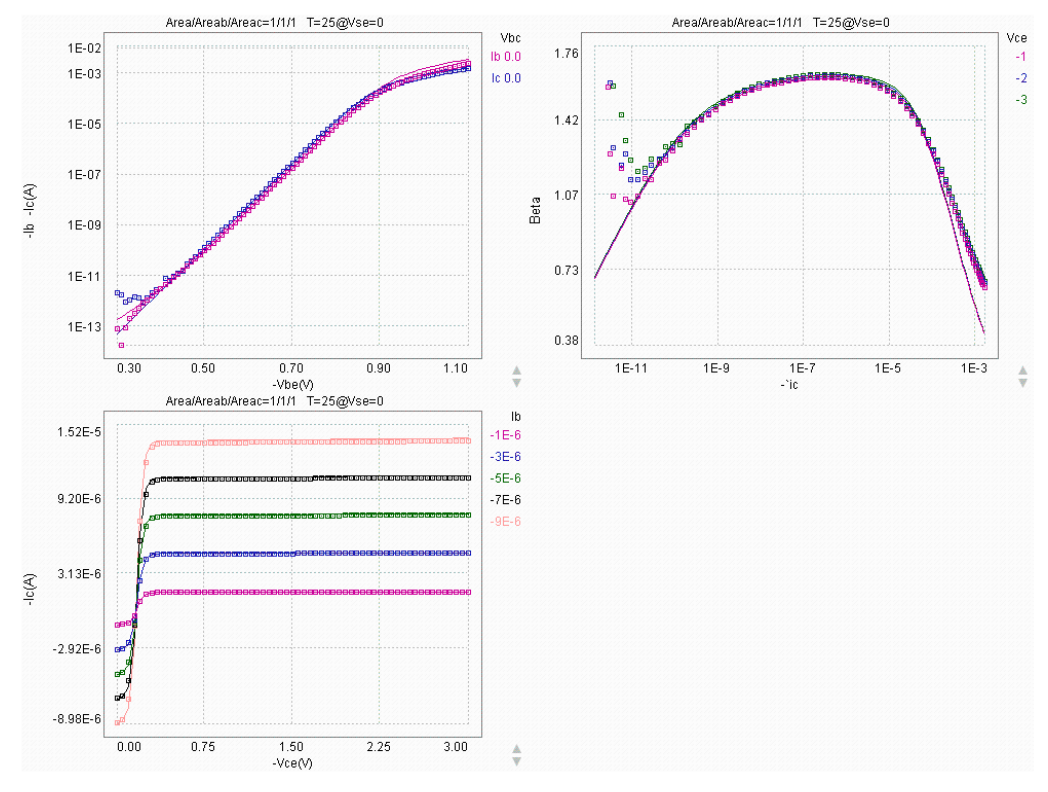 Area/Areab/Areac=1/1/1 T=25@Vse=0
Vbc
Ib 0.0
Ic 0.0
1E-02
1E-03
1E-05
1E-07
1E-09
1E-11
1E-13
-Ib -Ic(A)
0.30 0.50 0.70 0.90 1.10
-Vbe(V)
Area/Areab/Areac=1/1/1 T=25@Vse=0
Vce
-1
-2
-3
1.76
1.42
1.07
0.73
0.38
Beta
1E-11 1E-9 1E-7 1E-5 1E-3
-`ic
Area/Areab/Areac=1/1/1 T=25@Vse=0
Ib
-1E-6
-3E-6
-5E-6
-7E-6
-9E-6
1.52E-5
9.20E-6
3.13E-6
-2.92E-6
-8.98E-6
-Ic(A)
0.00 0.75 1.50 2.25 3.00
-Vce(V)